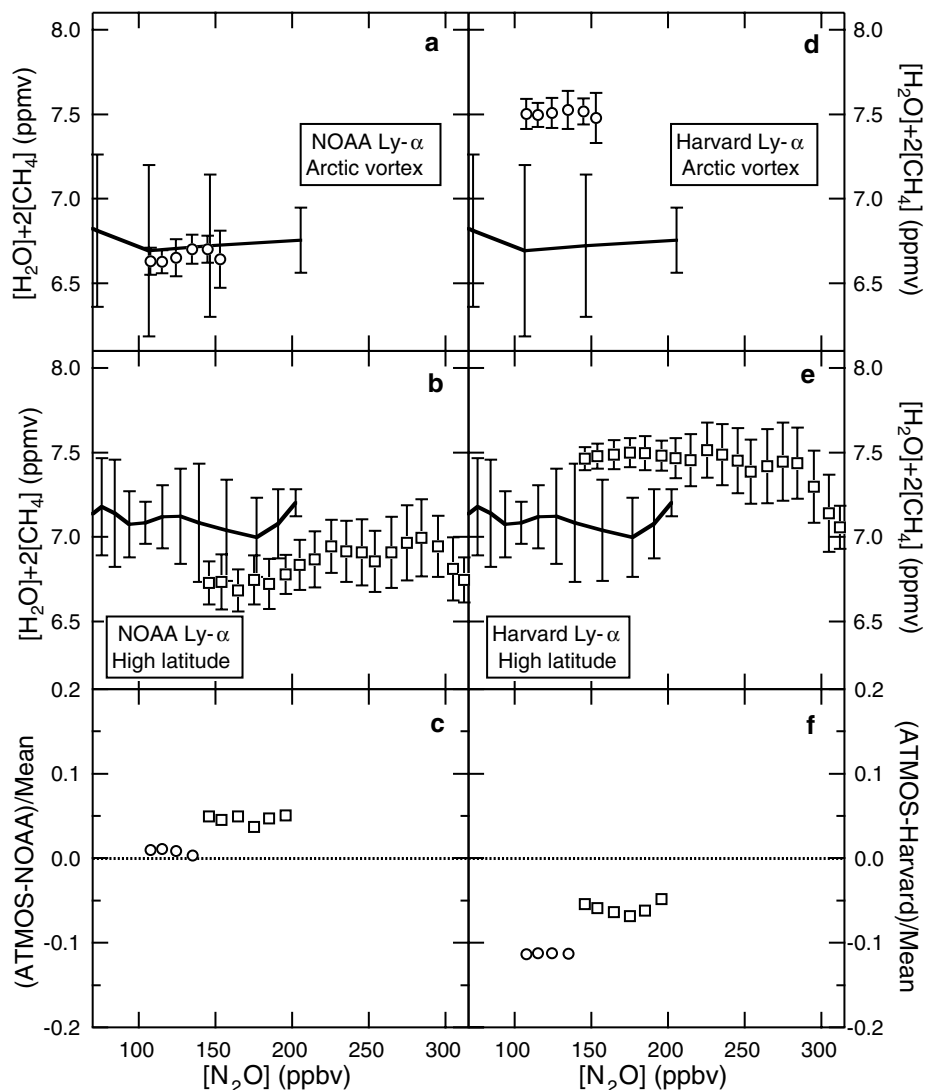 8.0
7.5
7.0
6.5
[H2O]+2[CH4] (ppmv)
a
NOAA Ly-α
Arctic vortex
d
Harvard Ly-α
Arctic vortex
8.0
7.5
7.0
6.5
[H2O]+2[CH4] (ppmv)
8.0
7.5
7.0
6.5
[H2O]+2[CH4] (ppmv)
b
NOAA Ly-α
High latitude
e
Harvard Ly-α
High latitude
8.0
7.5
7.0
6.5
[H2O]+2[CH4] (ppmv)
0.2
0.1
0.0
-0.1
-0.2
(ATMOS-NOAA)/Mean
c
f
0.2
0.1
0.0
-0.1
-0.2
(ATMOS-Harvard)/Mean
100 150 200 250 300
[N2O] (ppbv)
100 150 200 250 300
[N2O] (ppbv)